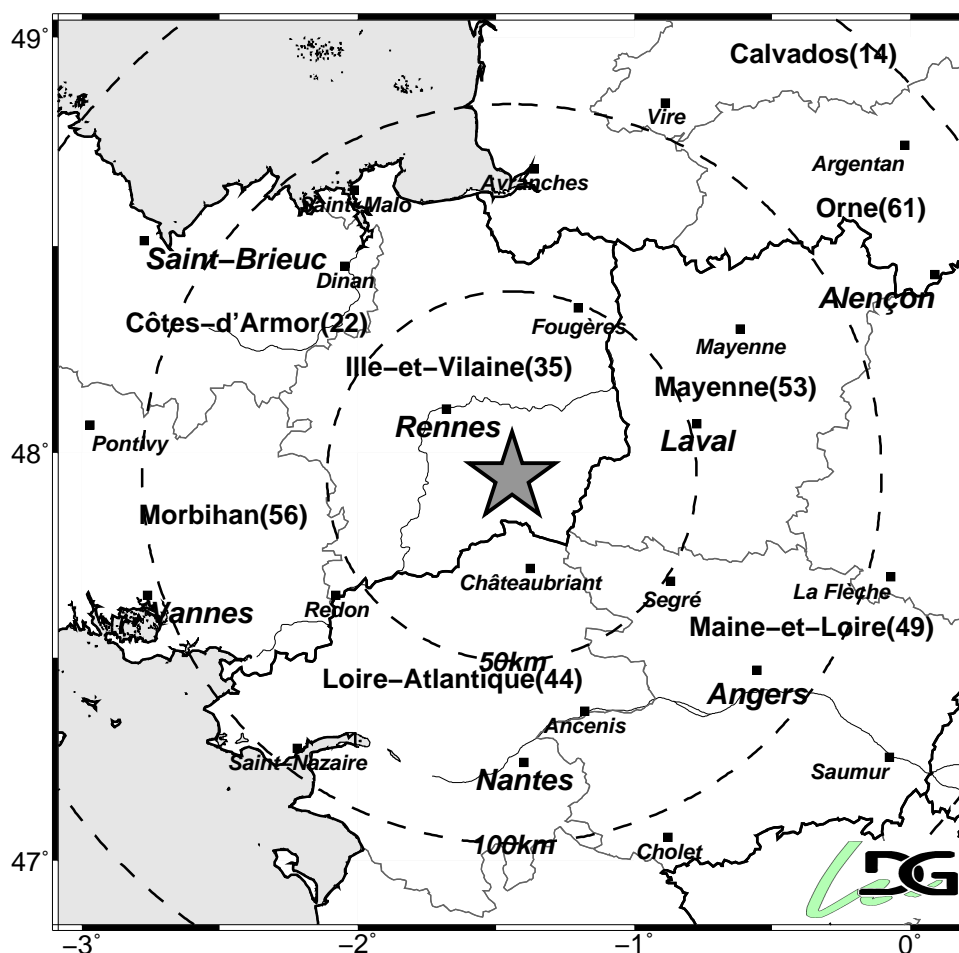 49°
Calvados(14)
Vire
Argentan
Avranches
Saint-Malo
Orne(61)
Saint-Brieuc
Dinan
Alençon
Côtes-d'Armor(22)
Fougères
Mayenne
Ille-et-Vilaine(35)
Mayenne(53)
Rennes
Laval
48°
Pontivy
Morbihan(56)
Châteaubriant
Segré
La Flèche
Vannes
Redon
Maine-et-Loire(49)
50km
Loire-Atlantique(44)
Angers
Ancenis
Saint-Nazaire
Nantes
Saumur
100km
Cholet
47°
DG
-3°
-2°
-1°
0°